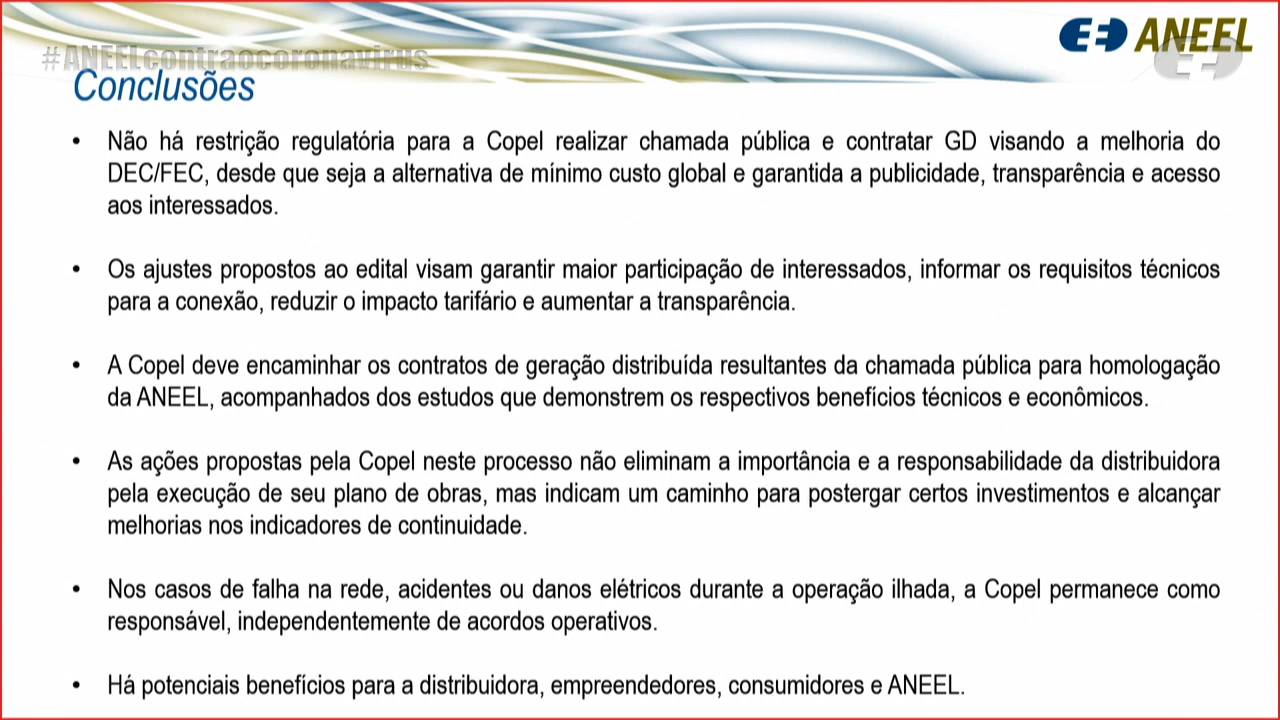 ANEEL
#ANEELcontraocoronavirus
Conclusões
• Não há restrição regulatória para a Copel realizar chamada pública e contratar GD visando a melhoria do
DEC/FEC, desde que seja a alternativa de mínimo custo global e garantida a publicidade, transparência e acesso
aos interessados.
• Os ajustes propostos ao edital visam garantir maior participação de interessados, informar os requisitos técnicos
para a conexão, reduzir o impacto tarifário e aumentar a transparência.
• A Copel deve encaminhar os contratos de geração distribuída resultantes da chamada pública para homologação
da ANEEL, acompanhados dos estudos que demonstrem os respectivos benefícios técnicos e econômicos.
• As ações propostas pela Copel neste processo não eliminam a importância e a responsabilidade da distribuidora
pela execução de seu plano de obras, mas indicam um caminho para postergar certos investimentos e alcançar
melhorias nos indicadores de continuidade.
• Nos casos de falha na rede, acidentes ou danos elétricos durante a operação ilhada, a Copel permanece como
responsável, independentemente de acordos operativos.
• Há potenciais benefícios para a distribuidora, empreendedores, consumidores e ANEEL.